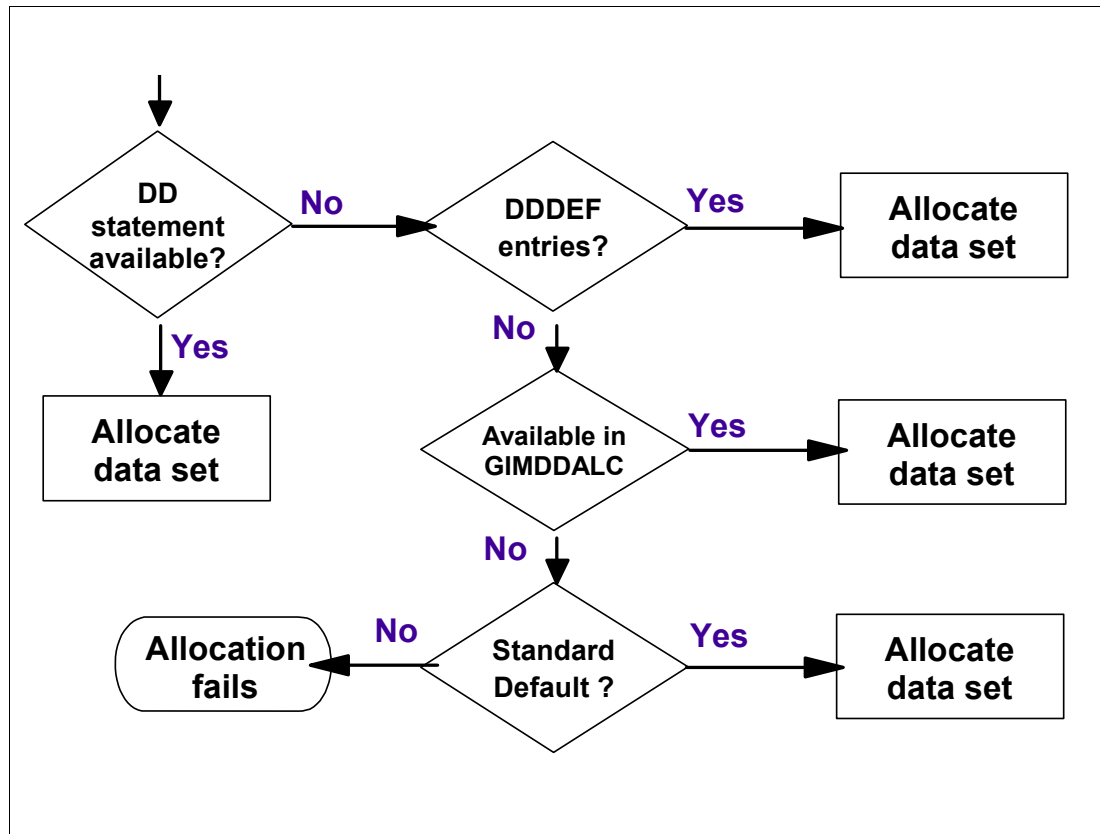 DD
statement
available?
No
DDDEF
entries?
Yes
Allocate
data set
Yes
Allocate
data set
No
Available in
GIMDDALC
Yes
Allocate
data set
No
Standard
Default ?
No
Allocation
fails
Yes
Allocate
data set